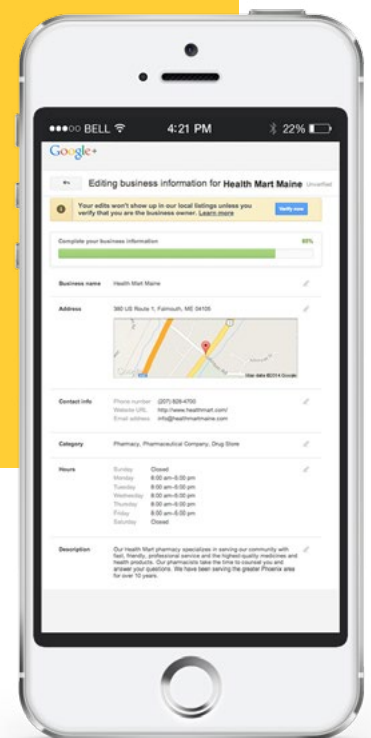 BELL 4:21 PM 22%
Google+
Editing business information for Health Mart Maine Unverified
Your edits won't show up in our local listings unless you
verify that you are the business owner. Learn more
Verify now
Complete your business information 85%
Business name Health Mart Maine
Address 360 US Route 1, Falmouth, ME 04105
Map data ©2014 Google
Contact info Phone number (207)
Website URL http://www.healthmart.com/
Email address info@healthmartmaine.com
Category Pharmacy, Pharmaceutical Company, Drug Store
Hours Sunday Closed
Monday 8:00 am-6:00 pm
Tuesday 8:00 am-6:00 pm
Wednesday 8:00 am-6:00 pm
Thursday 8:00 am-6:00 pm
Friday 8:00 am-6:00 pm
Saturday Closed
Description Our Health Mart pharmacy specializes in serving our community with
fast, friendly, professional service and the highest-quality medicines and
health products. Our pharmacists take the time to counsel you and
answer your questions. We have been serving the greater Phoenix area
for over 10 years.